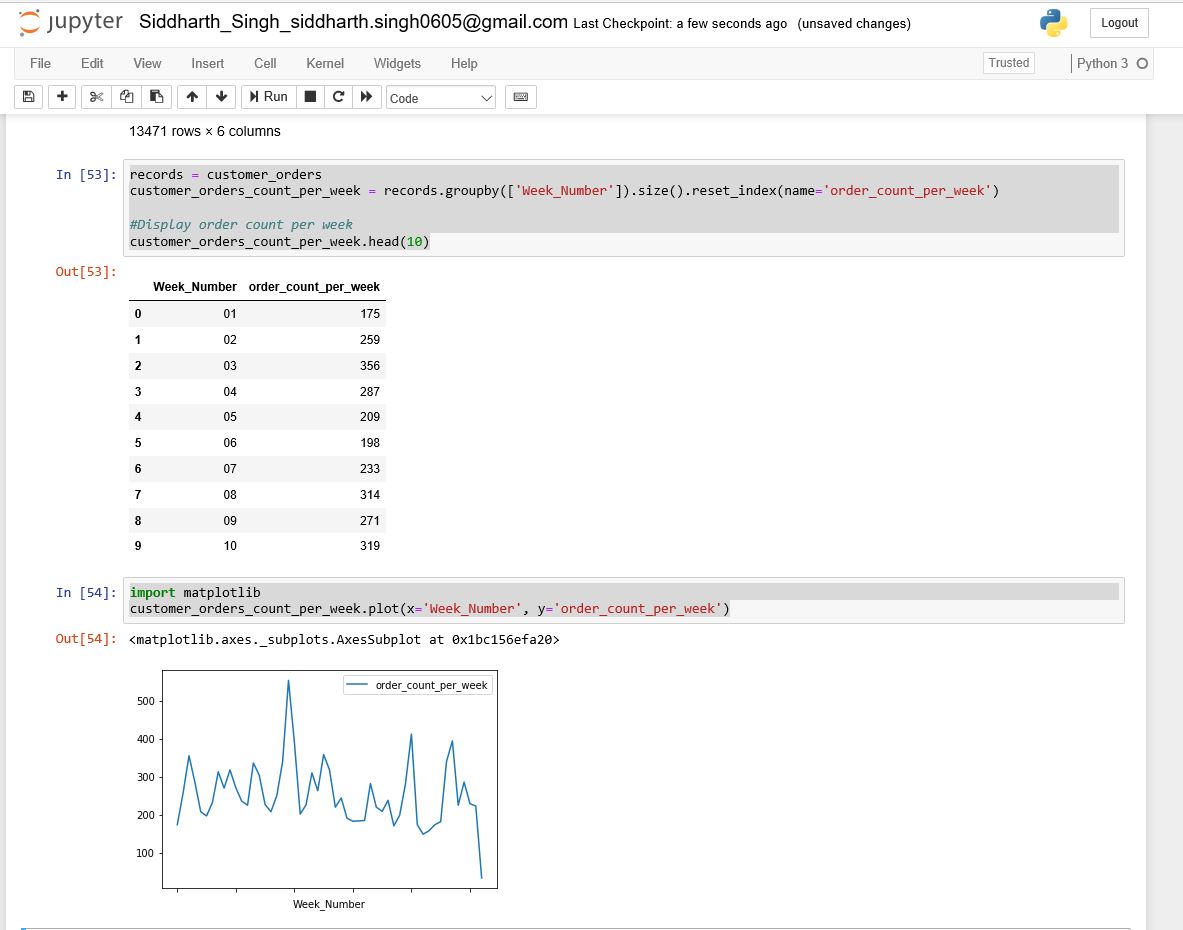 jupyter Siddharth_Singh_siddharth.singh0605@gmail.com Last Checkpoint: a few seconds ago (unsaved changes)
Logout
File Edit View Insert Cell Kernel Widgets Help
Trusted
Python 3
Run
Code
13471 rows × 6 columns
In [53]: records = customer_orders
customer_orders_count_per_week = records.groupby(['Week_Number']).size().reset_index(name='order_count_per_week')
#Display order count per week
customer_orders_count_per_week.head(10)
Out[53]:
Week_Number order_count_per_week
0 01 175
1 02 259
2 03 356
3 04 287
4 05 209
5 06 198
6 07 233
7 08 314
8 09 271
9 10 319
In [54]: import matplotlib
customer_orders_count_per_week.plot(x='Week_Number', y='order_count_per_week')
Out[54]: <matplotlib.axes._subplots.AxesSubplot at 0x1bc156efa20>
order_count_per_week
500
400
300
200
100
Week_Number